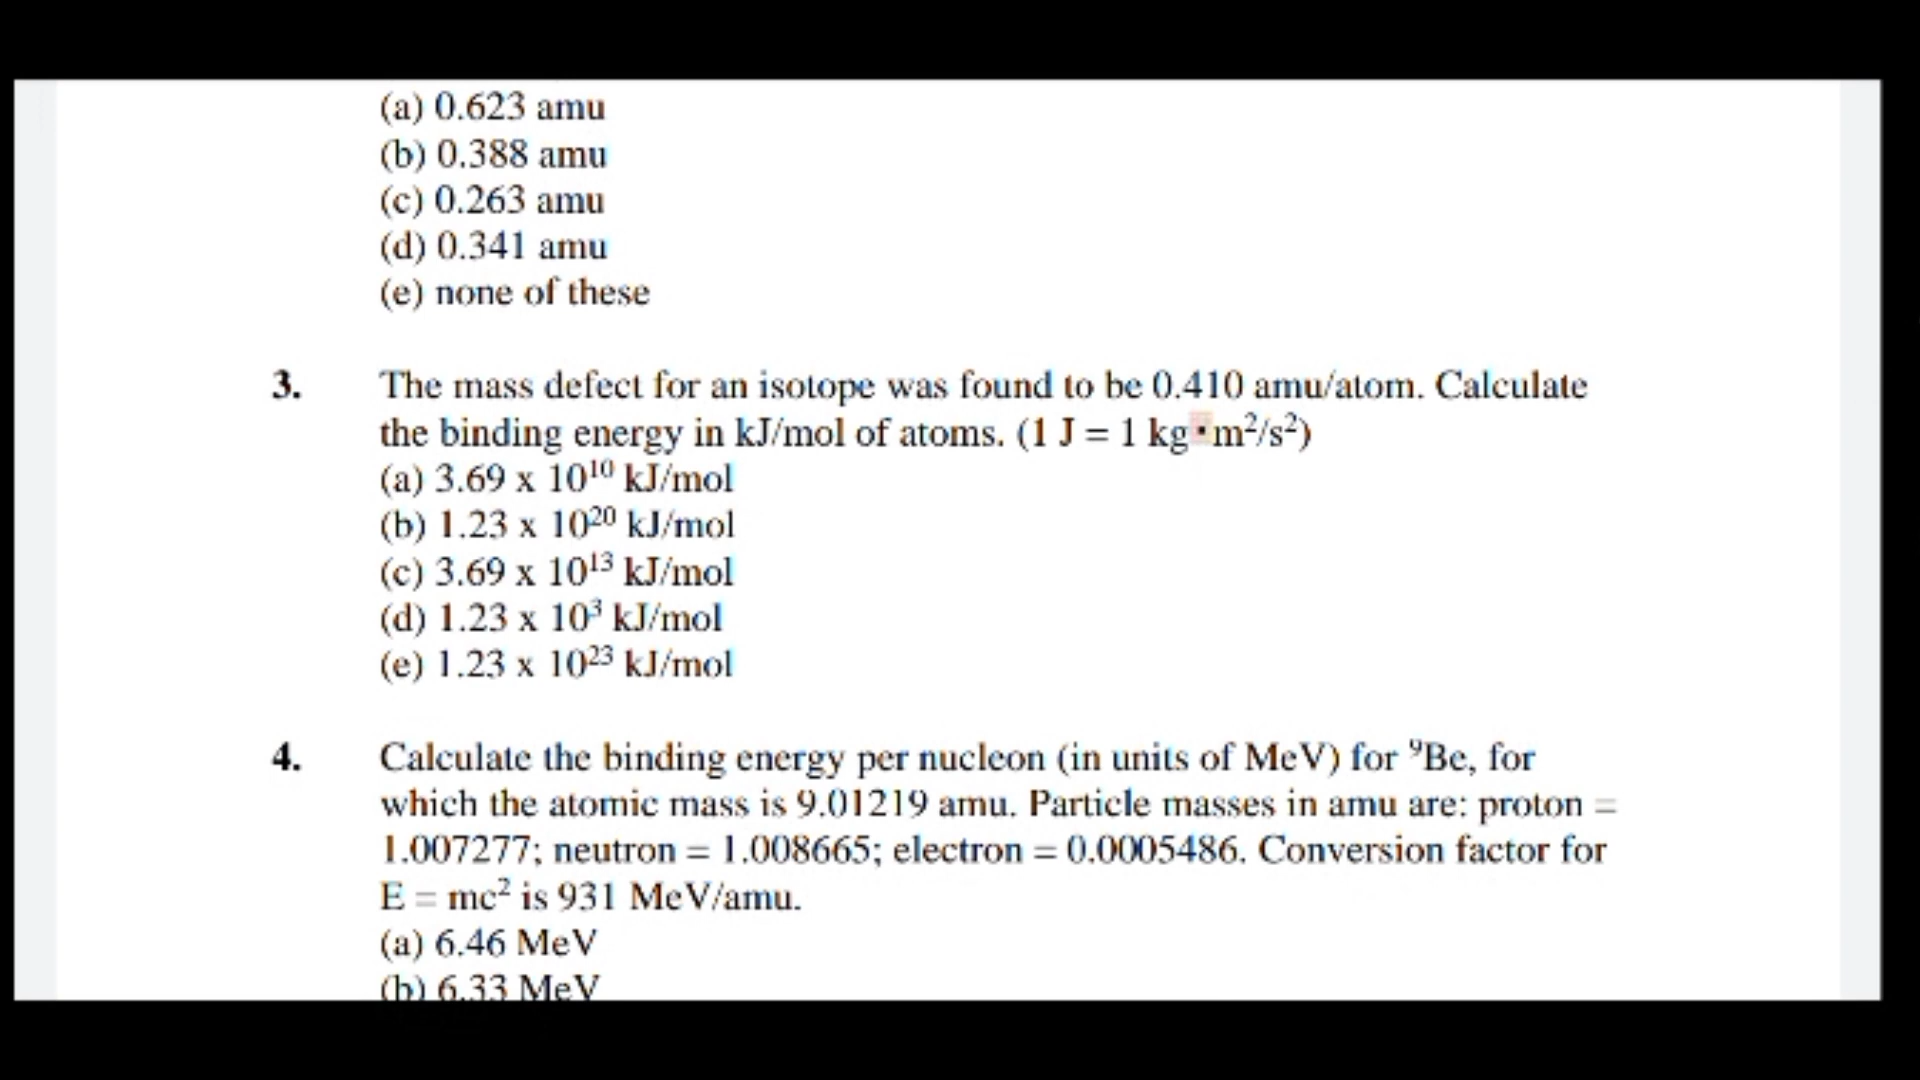 (a) 0.623 amu
(b) 0.388 amu
(c) 0.263 amu
(d) 0.341 amu
(e) none of these
3. The mass defect for an isotope was found to be 0.410 amu/atom. Calculate
the binding energy in kJ/mol of atoms. (1 J = 1 kg·m²/s²)
(a) 3.69 x 10¹⁰ kJ/mol
(b) 1.23 x 10²⁰ kJ/mol
(c) 3.69 x 10¹³ kJ/mol
(d) 1.23 x 10³ kJ/mol
(e) 1.23 x 10²³ kJ/mol
4. Calculate the binding energy per nucleon (in units of MeV) for ⁹Be, for
which the atomic mass is 9.01219 amu. Particle masses in amu are: proton =
1.007277; neutron = 1.008665; electron = 0.0005486. Conversion factor for
E = mc² is 931 MeV/amu.
(a) 6.46 MeV
(b) 6.33 MeV